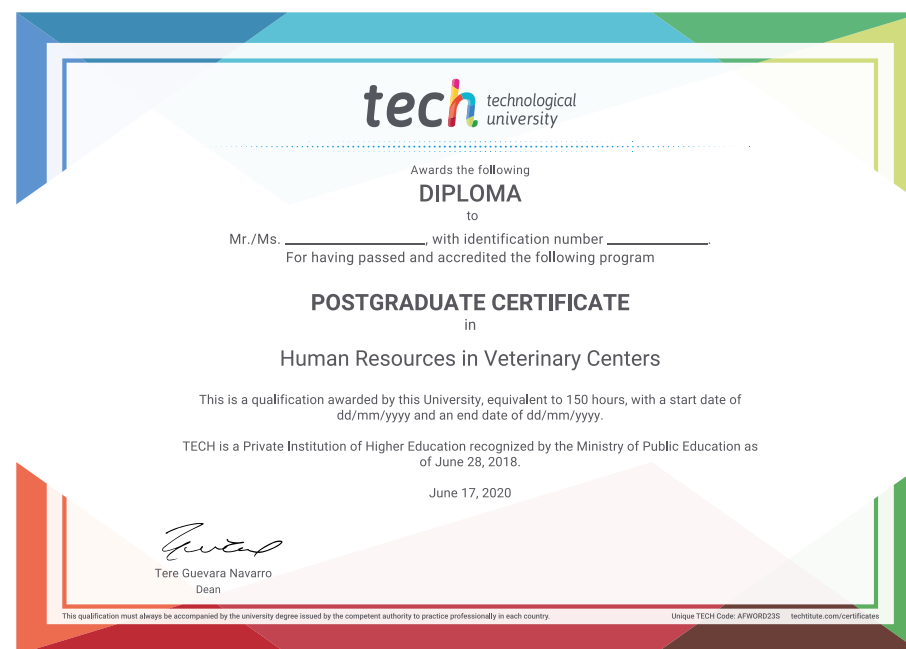 tech technological
university
Awards the following
DIPLOMA
to
Mr./Ms. ____________________, with identification number ______________.
For having passed and accredited the following program
POSTGRADUATE CERTIFICATE
in
Human Resources in Veterinary Centers
This is a qualification awarded by this University, equivalent to 150 hours, with a start date of
dd/mm/yyyy and an end date of dd/mm/yyyy.
TECH is a Private Institution of Higher Education recognized by the Ministry of Public Education as
of June 28, 2018.
June 17, 2020
Tere Guevara Navarro
Dean
This qualification must always be accompanied by the university degree issued by the competent authority to practice professionally in each country.
Unique TECH Code: AFWORD23S techtitute.com/certificates